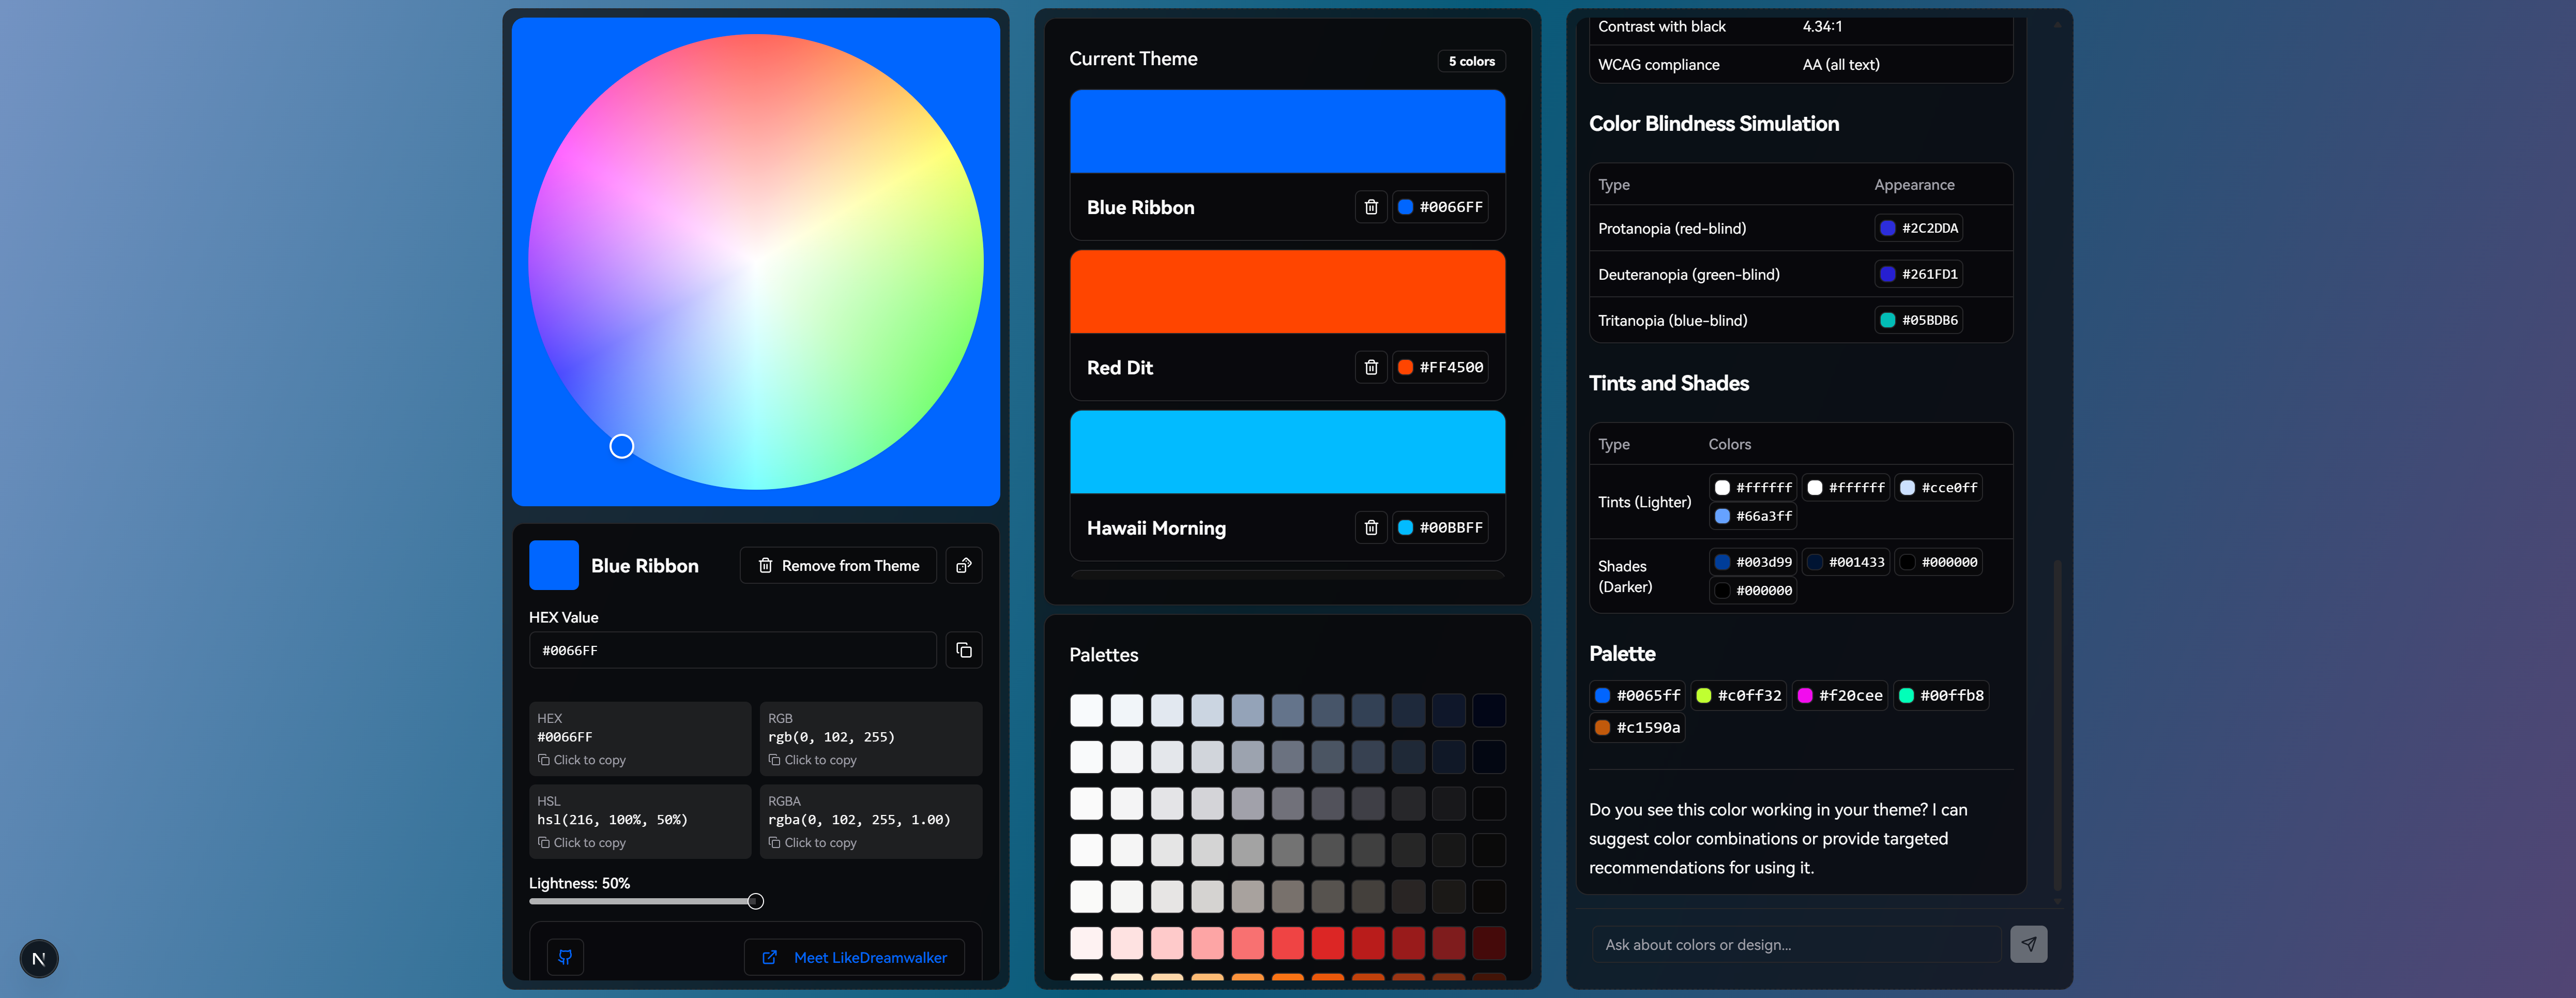 Blue Ribbon
Remove from Theme
HEX Value
#0066FF
HEX
#0066FF
Click to copy
RGB
rgb(0, 102, 255)
Click to copy
HSL
hsl(216, 100%, 50%)
Click to copy
RGBA
rgba(0, 102, 255, 1.00)
Click to copy
Lightness: 50%
Meet LikeDreamwalker
N
Current Theme
5 colors
Blue Ribbon
#0066FF
Red Dit
#FF4500
Hawaii Morning
#00BBFF
Palettes
Contrast with black 4.34:1
WCAG compliance AA (all text)
Color Blindness Simulation
Type Appearance
Protanopia (red-blind) #2C2DDA
Deuteranopia (green-blind) #261FD1
Tritanopia (blue-blind) #05BDB6
Tints and Shades
Type Colors
Tints (Lighter) #ffffff #ffffff #cce0ff
#66a3ff
Shades
(Darker)
#003d99 #001433 #000000
#000000
Palette
#0065ff #c0ff32 #f20cee #00ffb8
#c1590a
Do you see this color working in your theme? I can
suggest color combinations or provide targeted
recommendations for using it.
Ask about colors or design...